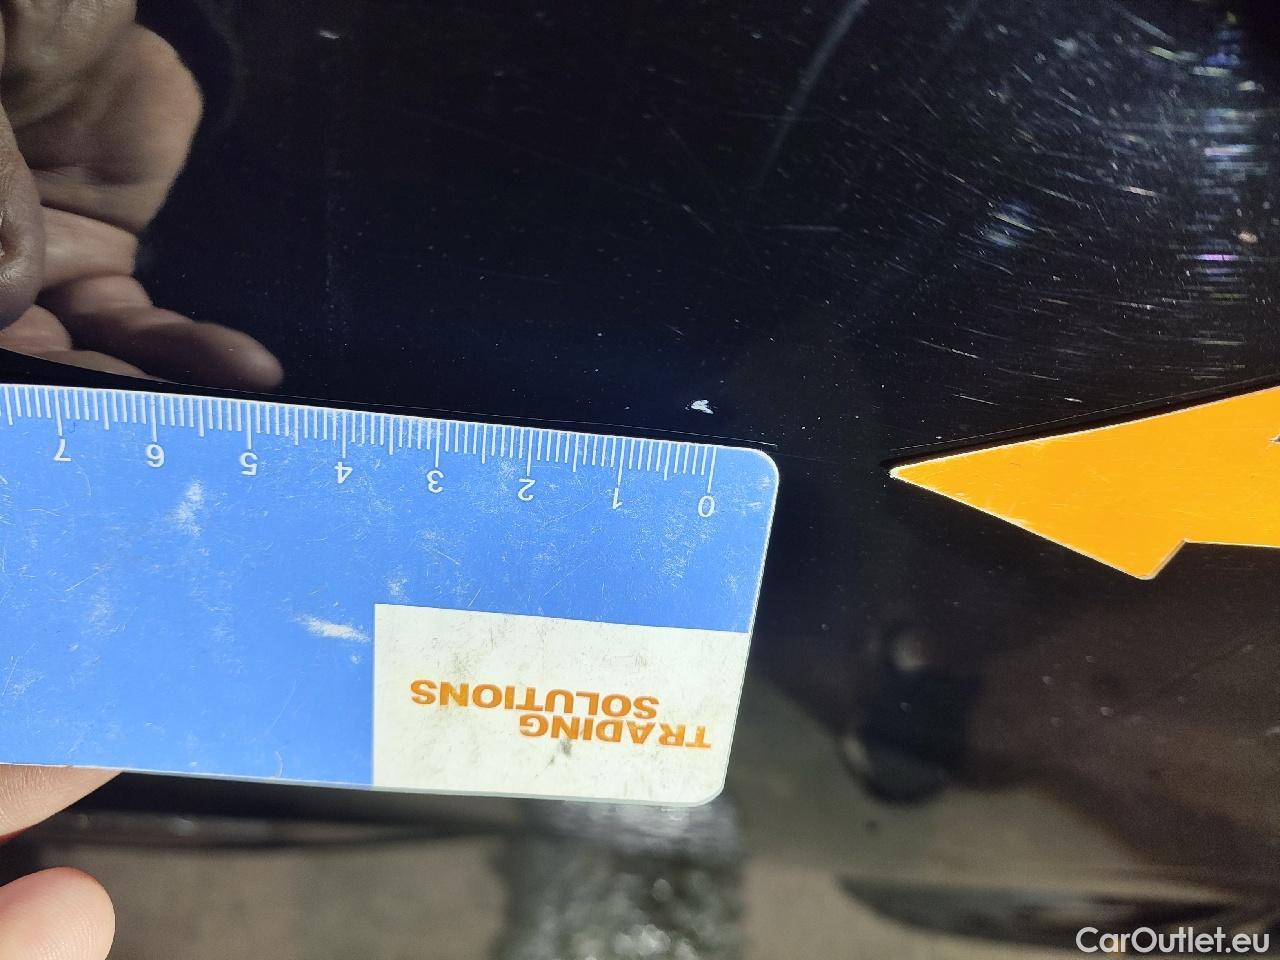 7 6 5 4 3 2 1 0
TRADING
SOLUTIONS
CarOutlet.eu